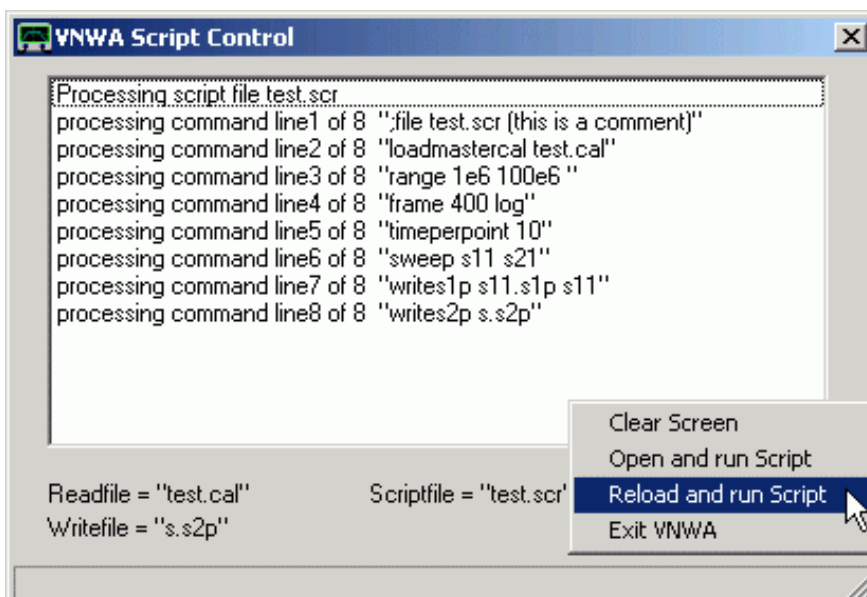 VNWA Script Control
Processing script file test.scr
processing command line1 of 8 ";file test.scr (this is a comment)"
processing command line2 of 8 "loadmastercal test.cal"
processing command line3 of 8 "range 1e6 100e6 "
processing command line4 of 8 "frame 400 log"
processing command line5 of 8 "timeperpoint 10"
processing command line6 of 8 "sweep s11 s21"
processing command line7 of 8 "writes1p s11.s1p s11"
processing command line8 of 8 "writes2p s.s2p"
Clear Screen
Open and run Script
Reload and run Script
Exit VNWA
Readfile = "test.cal" Scriptfile = "test.scr"
Writefile = "s.s2p"